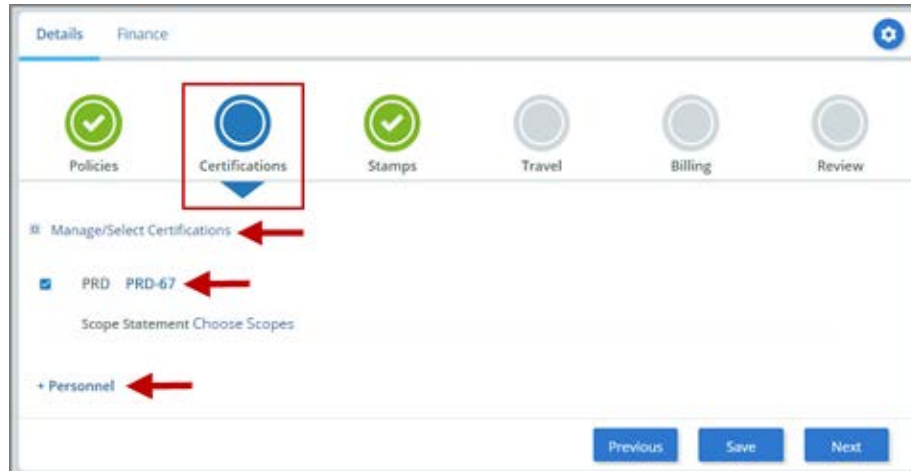 Details Finance
Policies Certifications Stamps Travel Billing Review
Manage/Select Certifications
PRD PRD-67
Scope Statement Choose Scopes
+ Personnel
Previous Save Next